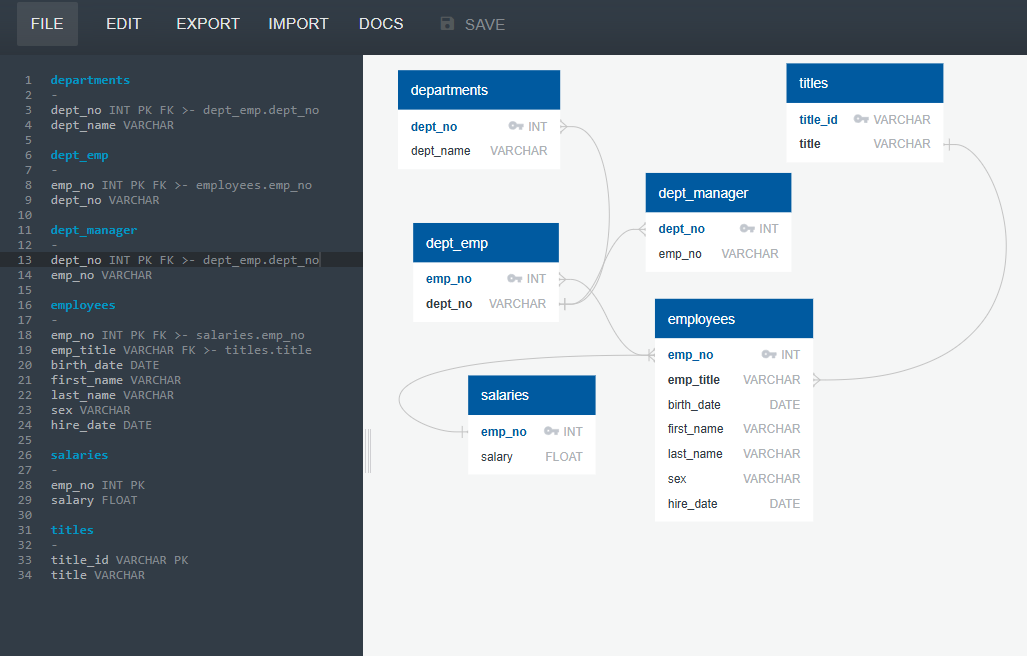 FILE EDIT EXPORT IMPORT DOCS SAVE
1 departments
2 -
3 dept_no INT PK FK >- dept_emp.dept_no
4 dept_name VARCHAR
5
6 dept_emp
7 -
8 emp_no INT PK FK >- employees.emp_no
9 dept_no VARCHAR
10
11 dept_manager
12 -
13 dept_no INT PK FK >- dept_emp.dept_no
14 emp_no VARCHAR
15
16 employees
17 -
18 emp_no INT PK FK >- salaries.emp_no
19 emp_title VARCHAR FK >- titles.title
20 birth_date DATE
21 first_name VARCHAR
22 last_name VARCHAR
23 sex VARCHAR
24 hire_date DATE
25
26 salaries
27 -
28 emp_no INT PK
29 salary FLOAT
30
31 titles
32 -
33 title_id VARCHAR PK
34 title VARCHAR
departments
dept_no INT
dept_name VARCHAR
titles
title_id VARCHAR
title VARCHAR
dept_manager
dept_no INT
emp_no VARCHAR
dept_emp
emp_no INT
dept_no VARCHAR
employees
emp_no INT
emp_title VARCHAR
birth_date DATE
first_name VARCHAR
last_name VARCHAR
sex VARCHAR
hire_date DATE
salaries
emp_no INT
salary FLOAT